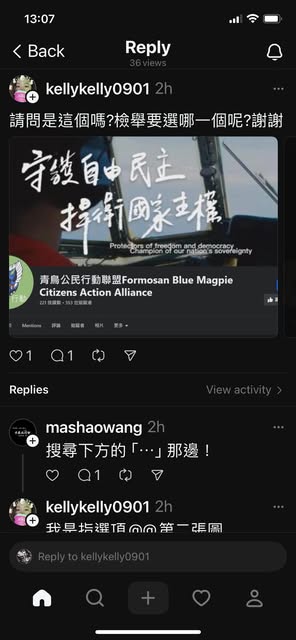 13:07
Back
Reply
36 views
kellykelly0901 2h
請問是這個嗎?檢舉要選哪一個呢?謝謝
守護自由民主
捍衛國家主權
Protectors of freedom and democracy
Champion of our nation's sovereignty
青鳥公民行動聯盟Formosan Blue Magpie
Citizens Action Alliance
Mentions 評論 追蹤者 相片 更多
1 1
Replies
View activity
mashaowang 2h
搜尋下方的「⋯」那邊！
1
kellykelly0901 2h
我是指選項@@第二張圖
Reply to kellykelly0901